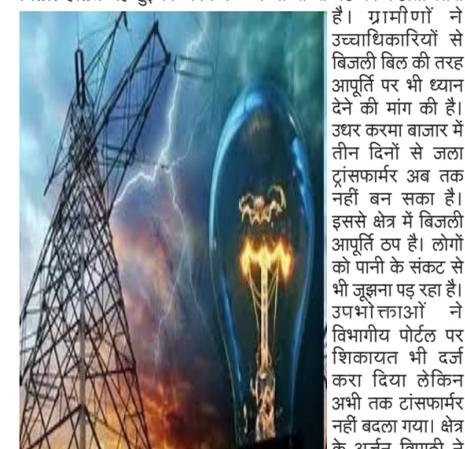 है। ग्रामीणों ने
उच्चाधिकारियों से
बिजली बिल की तरह
आपूर्ति पर भी ध्यान
देने की मांग की है।
उधर करमा बाजार में
तीन दिनों से जला
ट्रांसफार्मर अब तक
नहीं बन सका है।
इससे क्षेत्र में बिजली
आपूर्ति ठप है। लोगों
को पानी के संकट से
भी जूझना पड़ रहा है।
उपभोक्ताओं ने
विभागीय पोर्टल पर
शिकायत भी दर्ज
करा दिया लेकिन
अभी तक टांसफार्मर
नहीं बदला गया। क्षेत्र
के अर्जुन त्रिपाठी ने